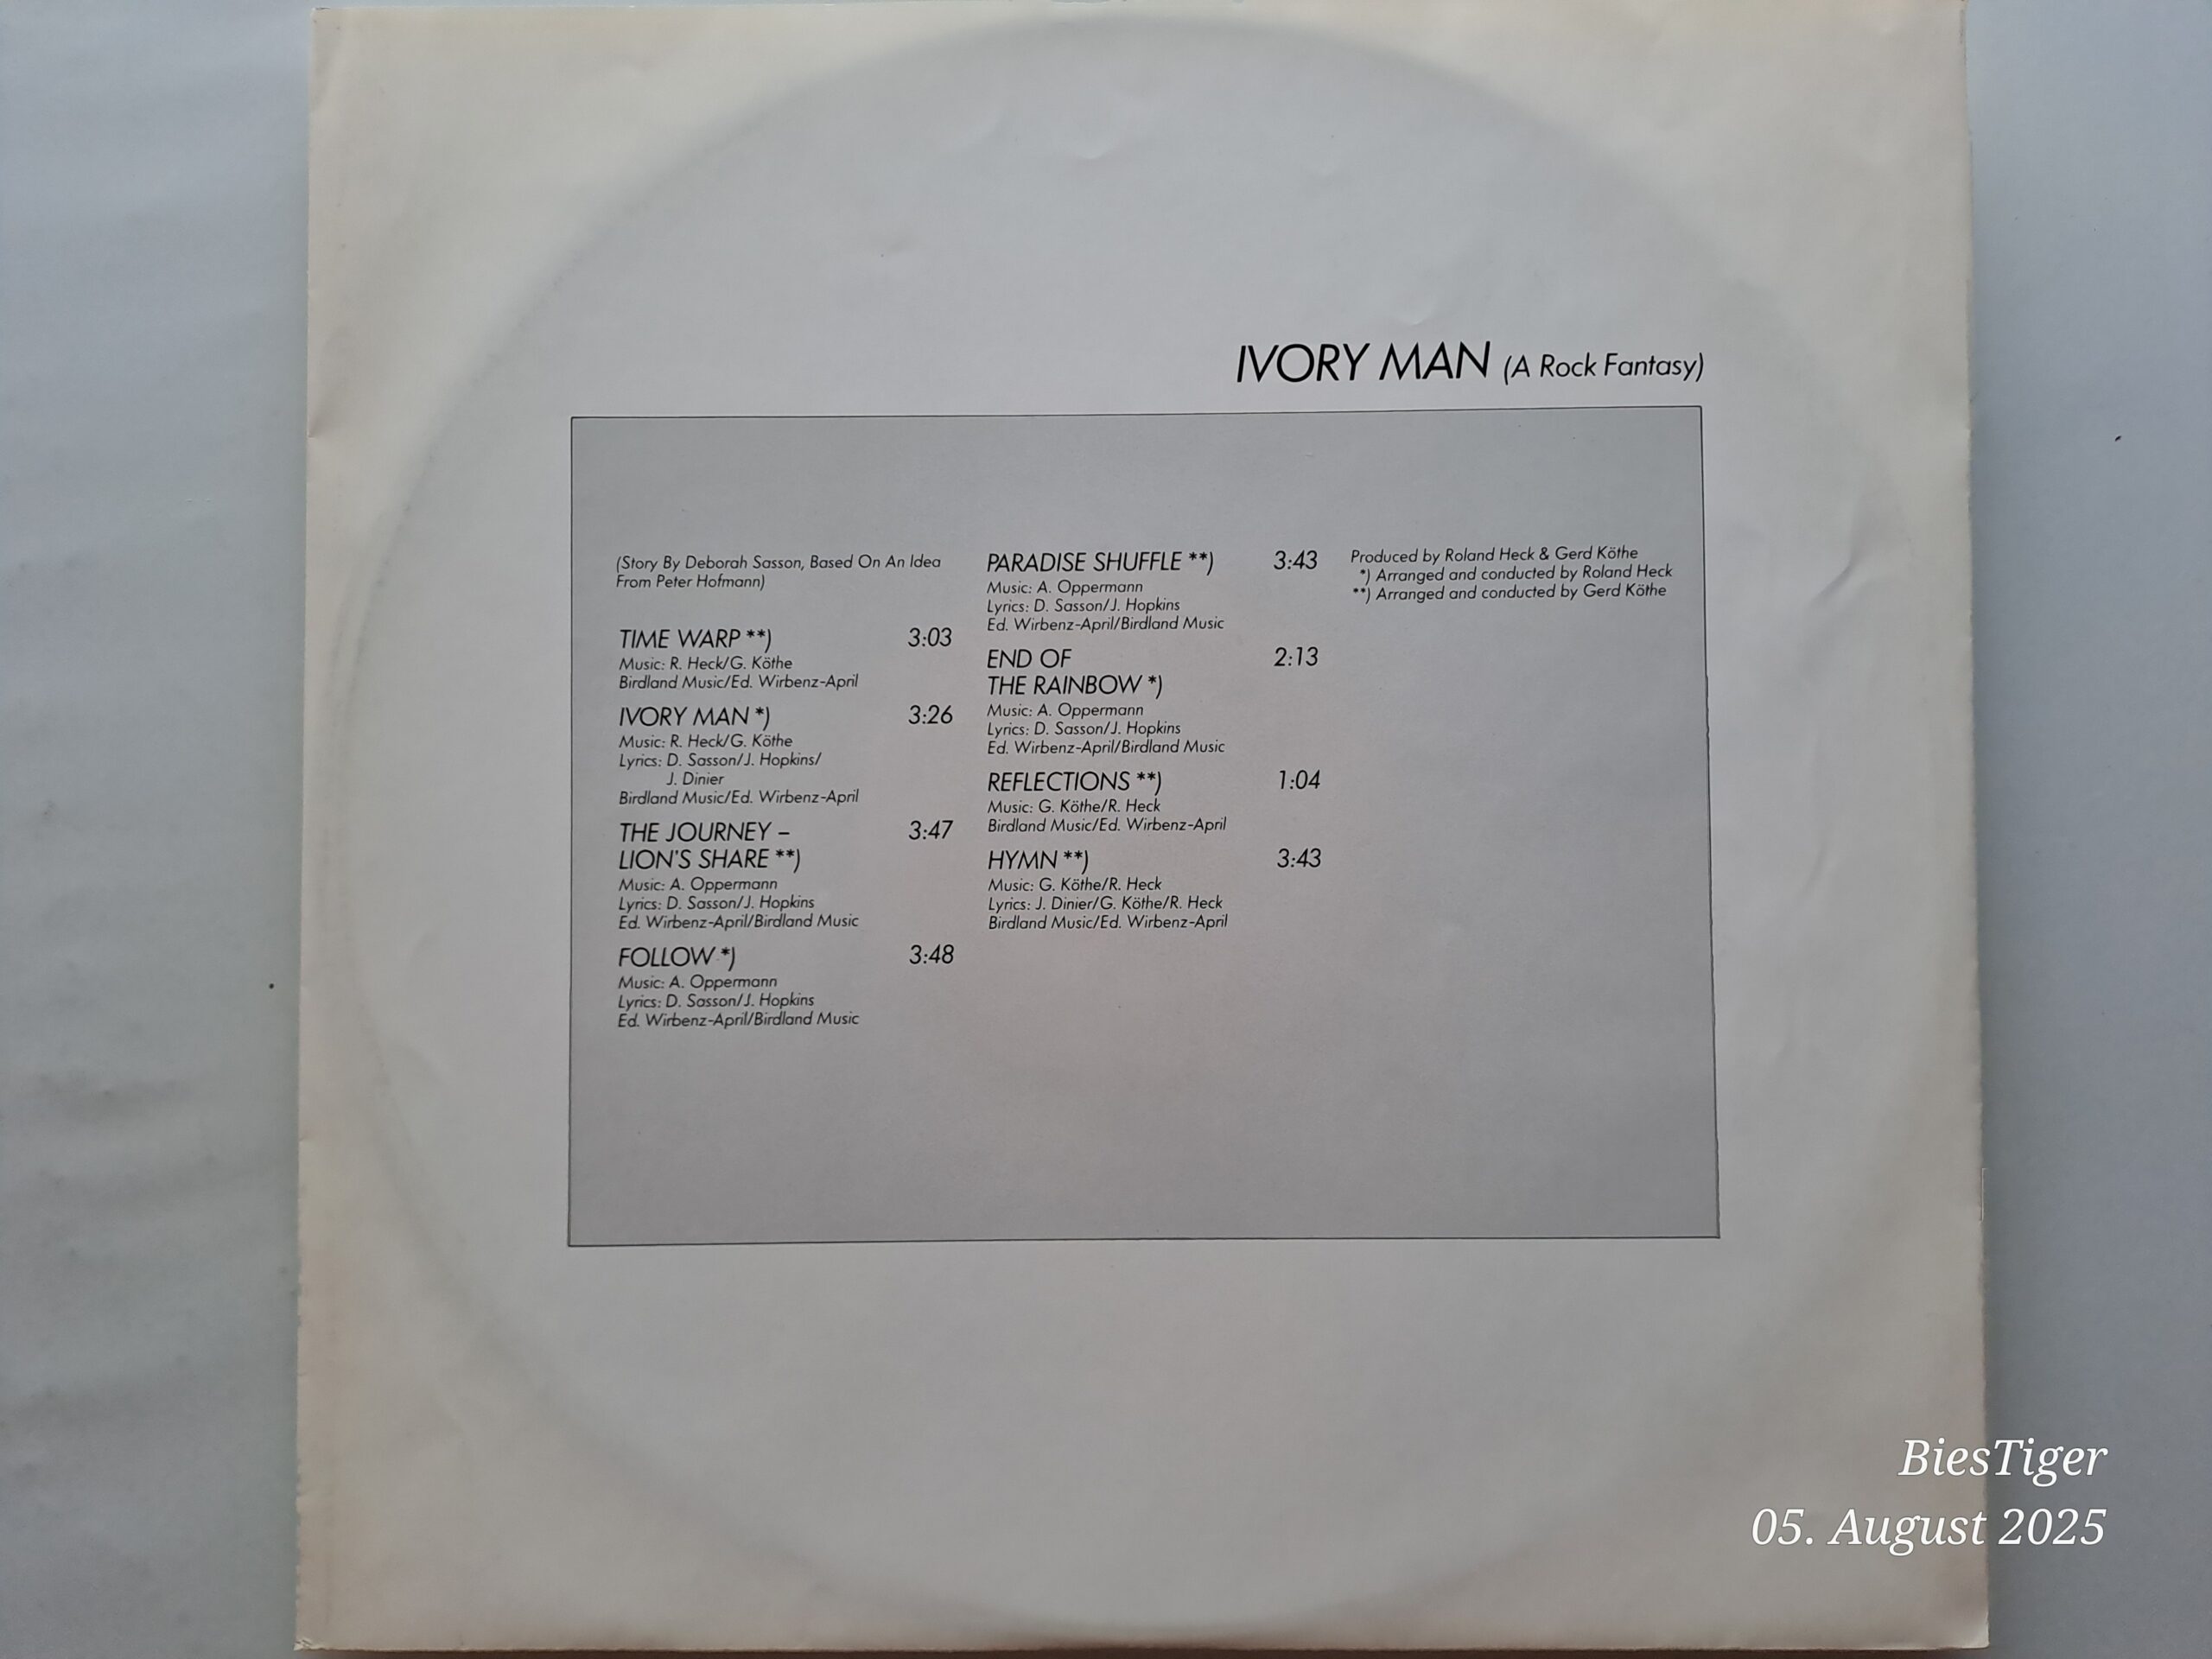 IVORY MAN (A Rock Fantasy)
(Story By Deborah Sasson, Based On An Idea
From Peter Hofmann)
TIME WARP **) 3:03
Music: R. Heck/G. Köthe
Birdland Music/Ed. Wirbenz-April
IVORY MAN *) 3:26
Music: R. Heck/G. Köthe
Lyrics: D. Sasson/J. Hopkins/
J. Dinier
Birdland Music/Ed. Wirbenz-April
THE JOURNEY – 3:47
LION'S SHARE **)
Music: A. Oppermann
Lyrics: D. Sasson/J. Hopkins
Ed. Wirbenz-April/Birdland Music
FOLLOW *) 3:48
Music: A. Oppermann
Lyrics: D. Sasson/J. Hopkins
Ed. Wirbenz-April/Birdland Music
PARADISE SHUFFLE **) 3:43
Music: A. Oppermann
Lyrics: D. Sasson/J. Hopkins
Ed. Wirbenz-April/Birdland Music
END OF 2:13
THE RAINBOW *)
Music: A. Oppermann
Lyrics: D. Sasson/J. Hopkins
Ed. Wirbenz-April/Birdland Music
REFLECTIONS **) 1:04
Music: G. Köthe/R. Heck
Birdland Music/Ed. Wirbenz-April
HYMN **) 3:43
Music: G. Köthe/R. Heck
Lyrics: J. Dinier/G. Köthe/R. Heck
Birdland Music/Ed. Wirbenz-April
Produced by Roland Heck & Gerd Köthe
*) Arranged and conducted by Roland Heck
**) Arranged and conducted by Gerd Köthe
BiesTiger
05. August 2025